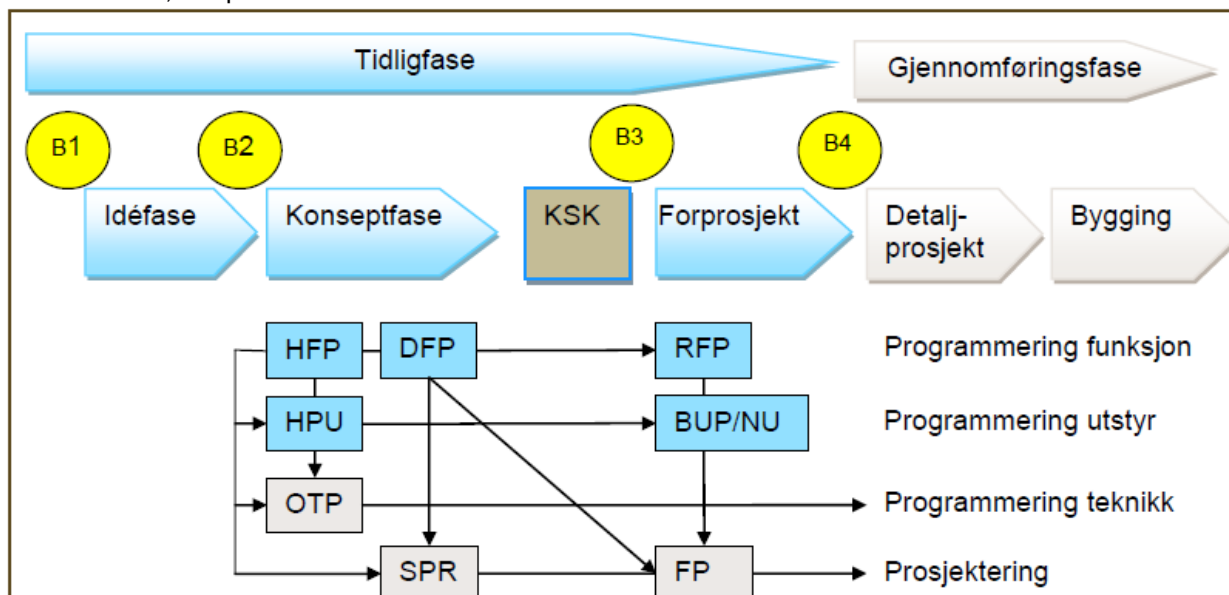 Tidligfase
Gjennomføringsfase
B1
B2
B3
B4
Idéfase
Konseptfase
KSK
Forprosjekt
Detalj-
prosjekt
Bygging
HFP
DFP
RFP
Programmering funksjon
HPU
BUP/NU
Programmering utstyr
OTP
Programmering teknikk
SPR
FP
Prosjektering